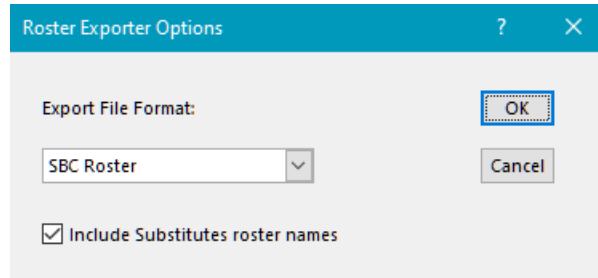 Roster Exporter Options ?
Export File Format:
OK
SBC Roster
Cancel
Include Substitutes roster names